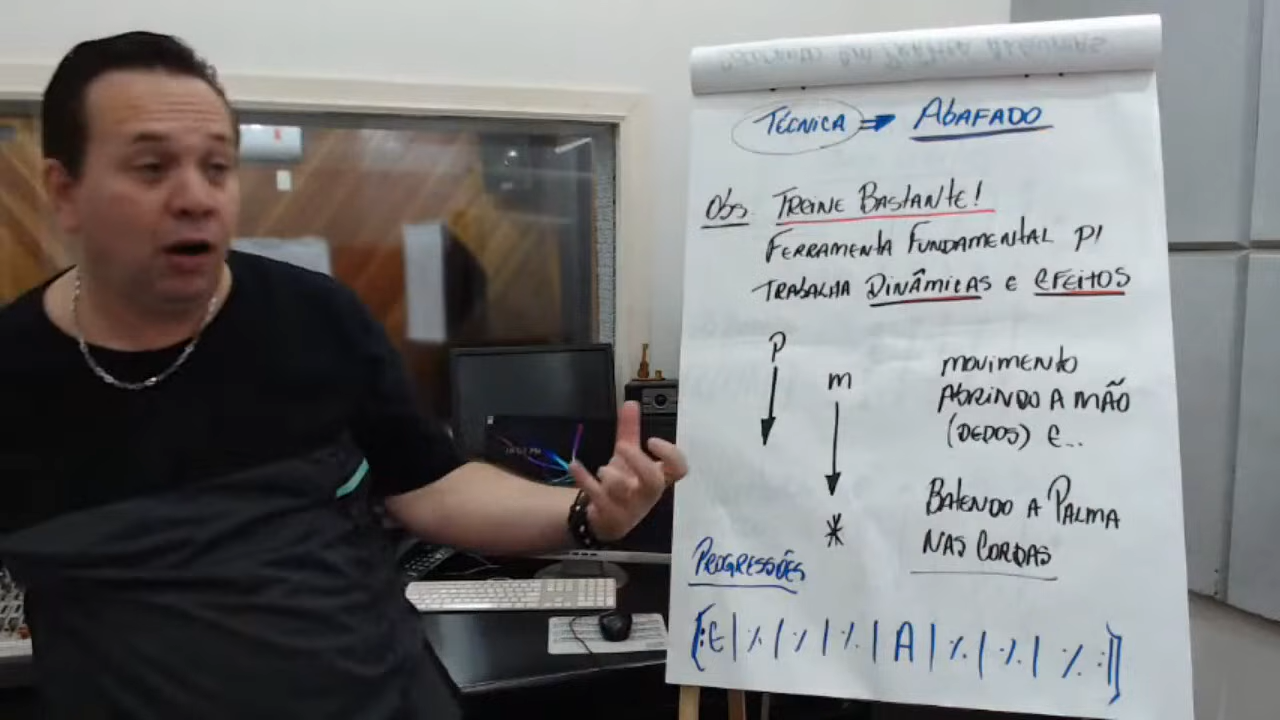 TÉCNICA ⇒ ABAFADO
Obs. TREINE BASTANTE!
FERRAMENTA FUNDAMENTAL P/
TRABALHA DINÂMICAS E EFEITOS
P
m
MOVIMENTO
ABRINDO A MÃO
(DEDOS) E...
BATENDO A PALMA
NAS CORDAS
*
PROGRESSÕES
[: E | ٪ | ٪ | ٪ | A | ٪ | ٪ | ٪ :]